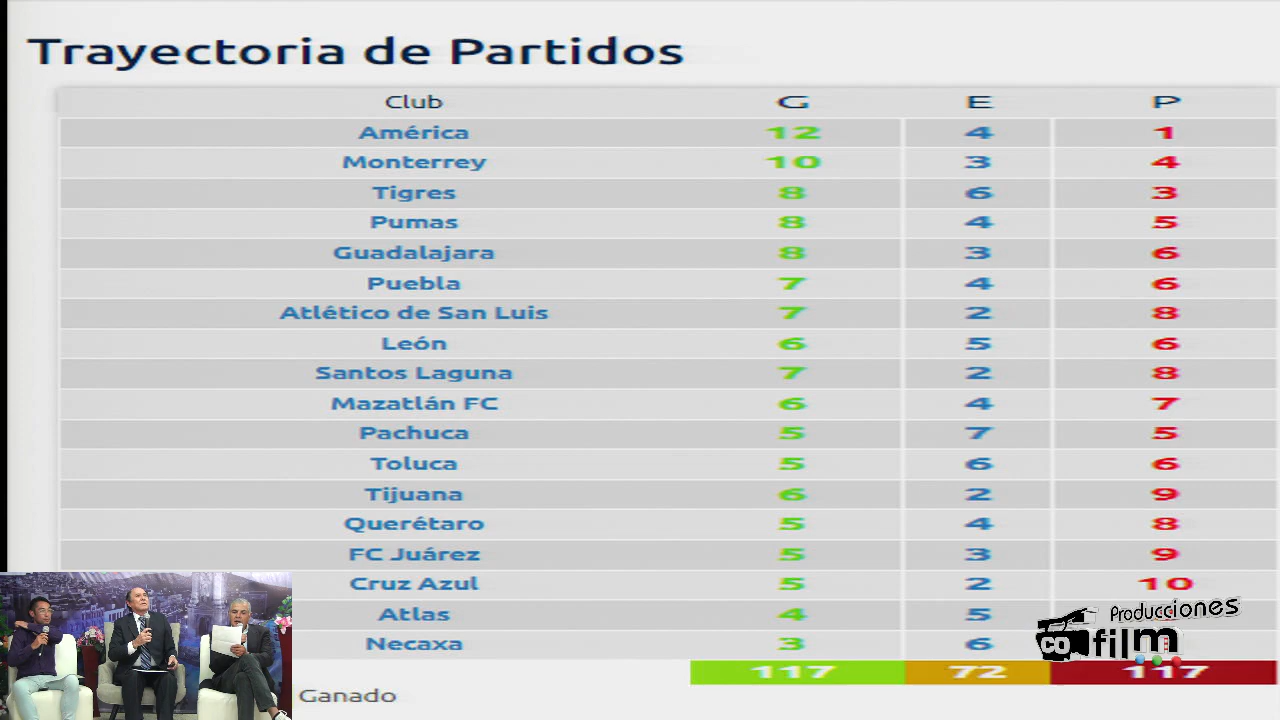 Trayectoria de Partidos
Club G E P
América 12 4 1
Monterrey 10 3 4
Tigres 8 6 3
Pumas 8 4 5
Guadalajara 8 3 6
Puebla 7 4 6
Atlético de San Luis 7 2 8
León 6 5 6
Santos Laguna 7 2 8
Mazatlán FC 6 4 7
Pachuca 5 7 5
Toluca 5 6 6
Tijuana 6 2 9
Querétaro 5 4 8
FC Juárez 5 3 9
Cruz Azul 5 2 10
Atlas 4 5
Necaxa 3 6
117 72 117
Ganado
Producciones
CO film